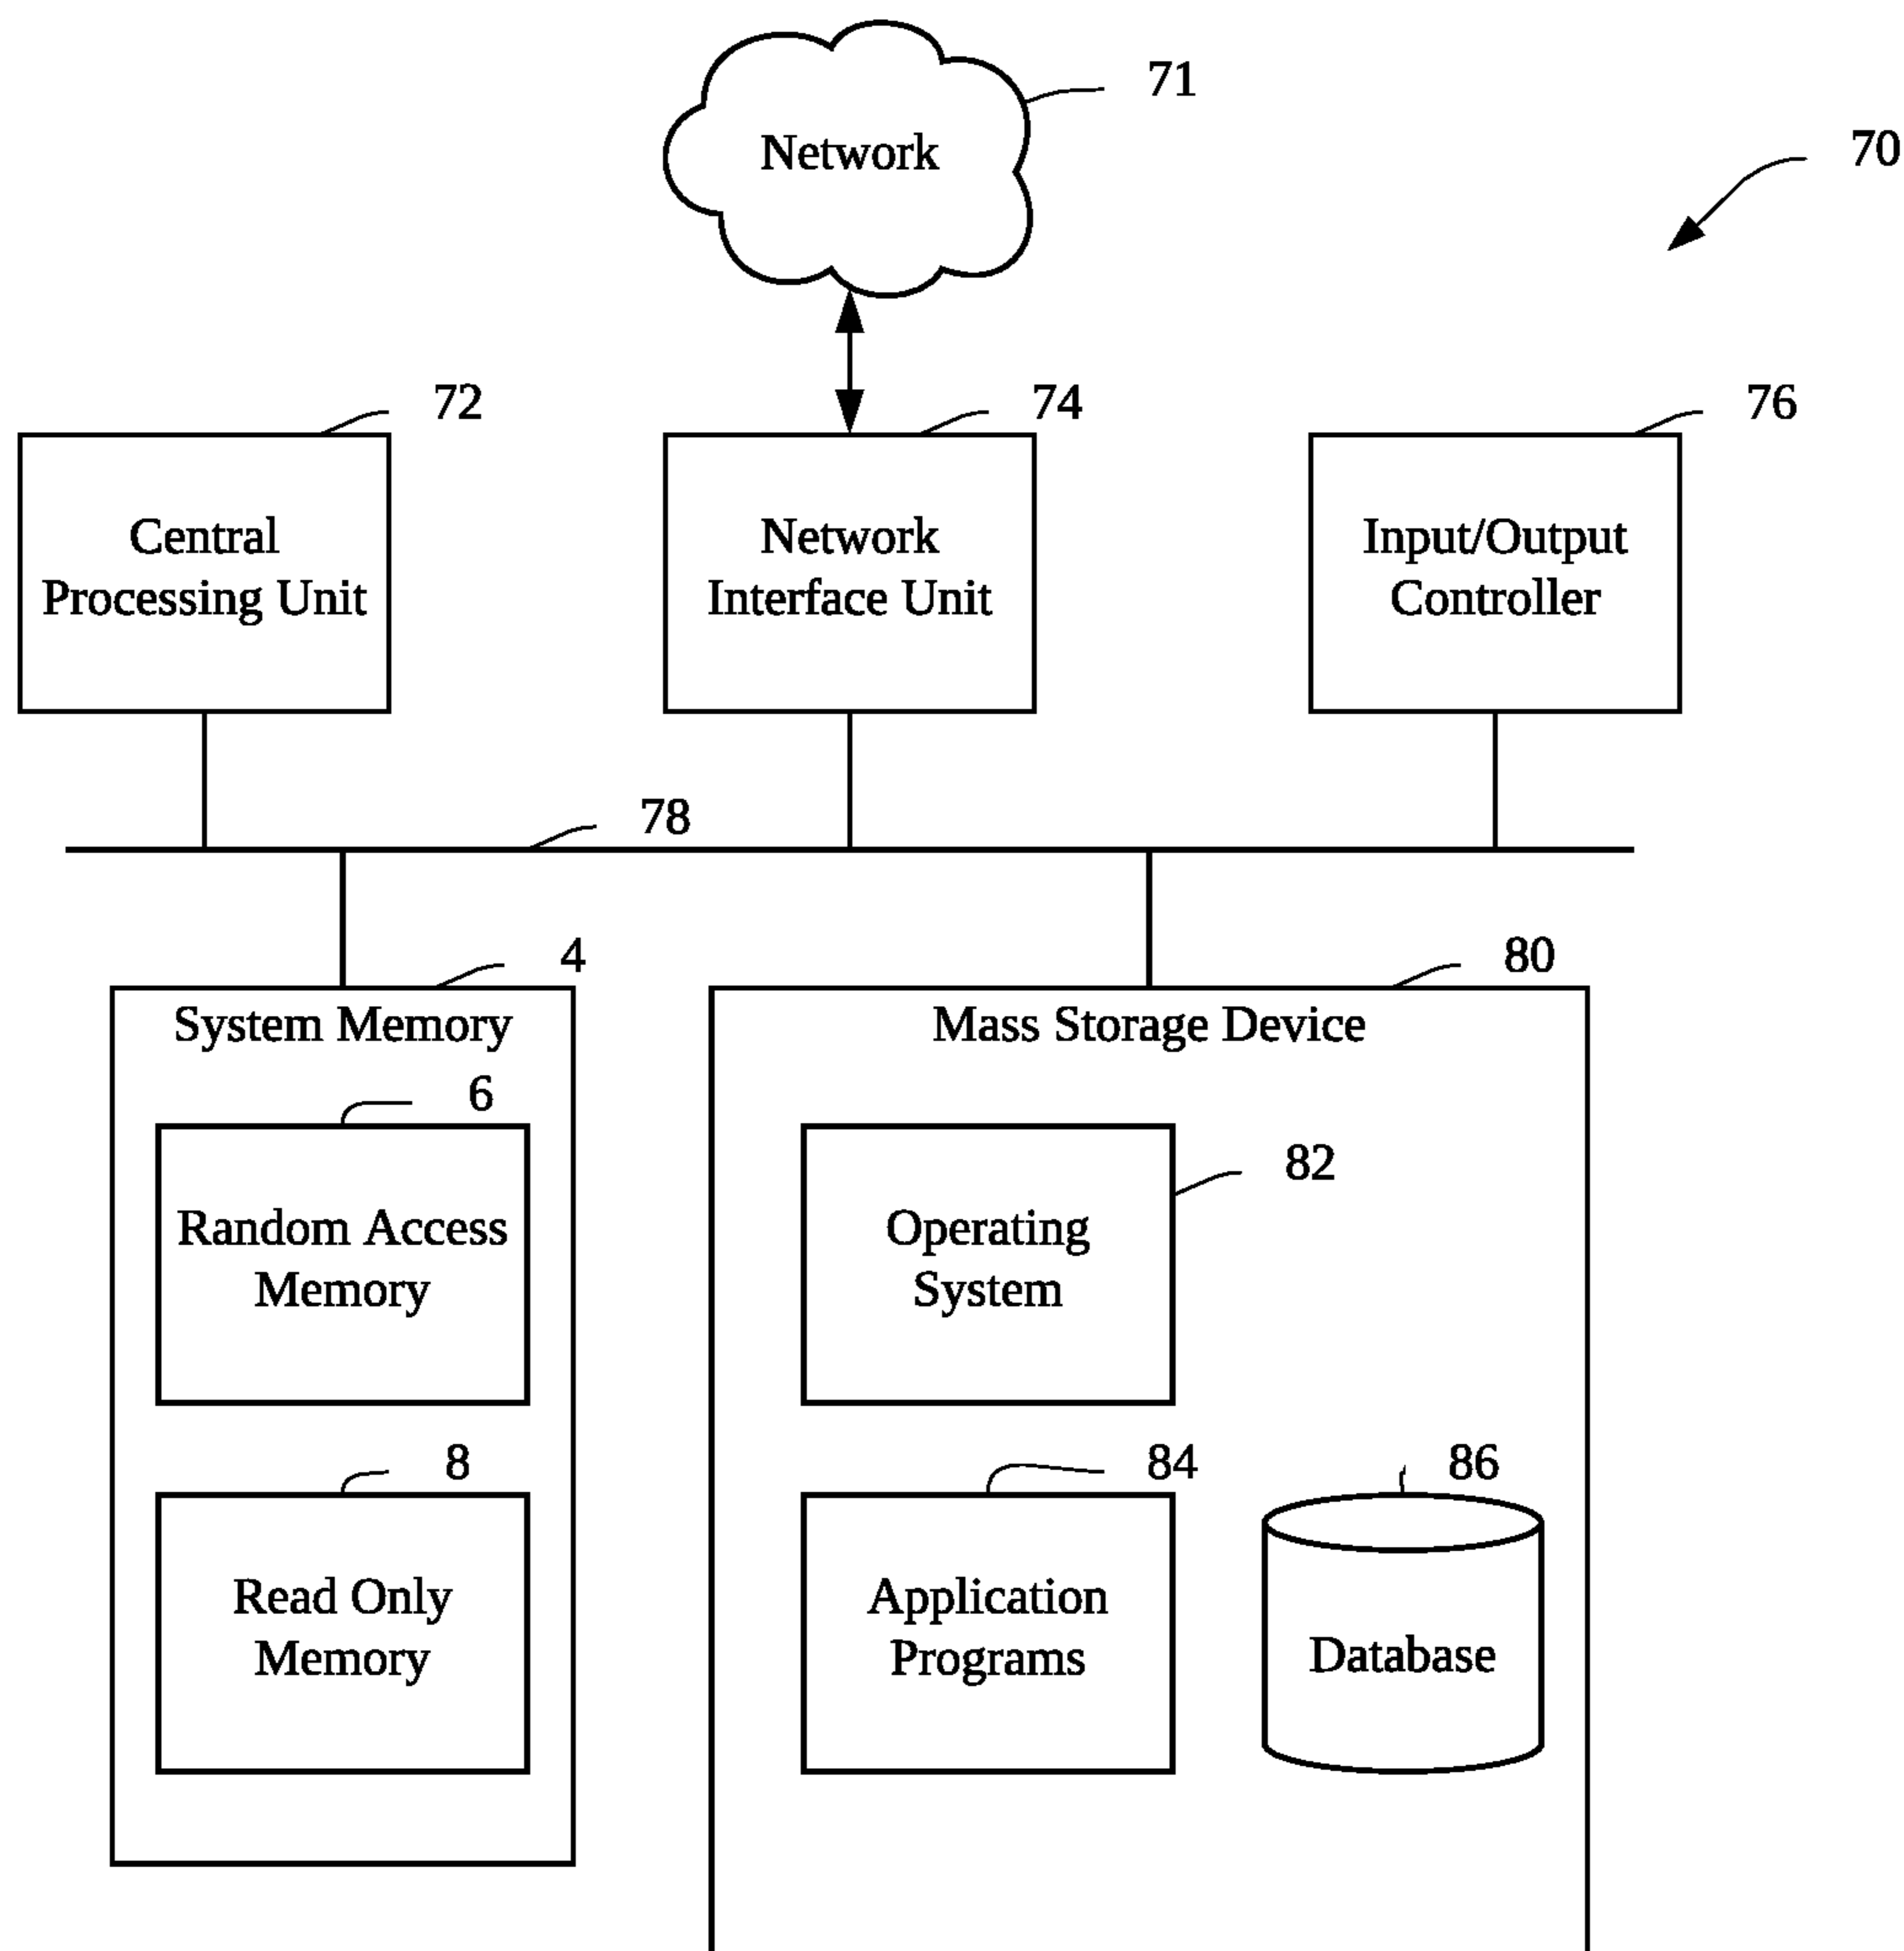 71
Network
70
72
74
76
Central
Processing Unit
Network
Interface Unit
Input/Output
Controller
78
4
80
System Memory
Mass Storage Device
6
82
Random Access
Memory
Operating
System
8
84
86
Read Only
Memory
Application
Programs
Database